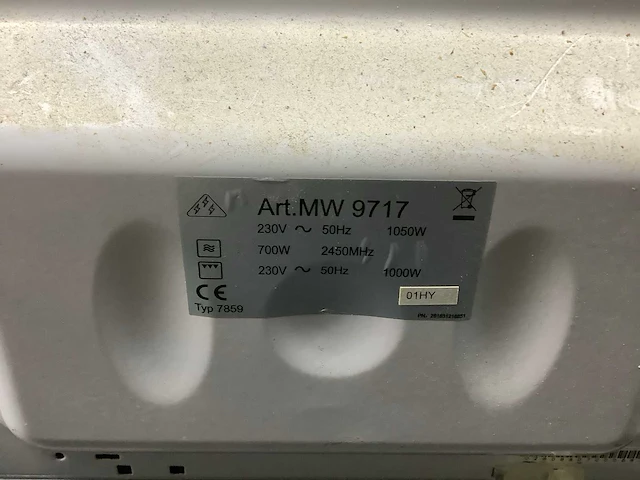 Art.MW 9717
230V ~ 50Hz 1050W
700W 2450MHz
230V ~ 50Hz 1000W
CE
01HY
Typ 7859